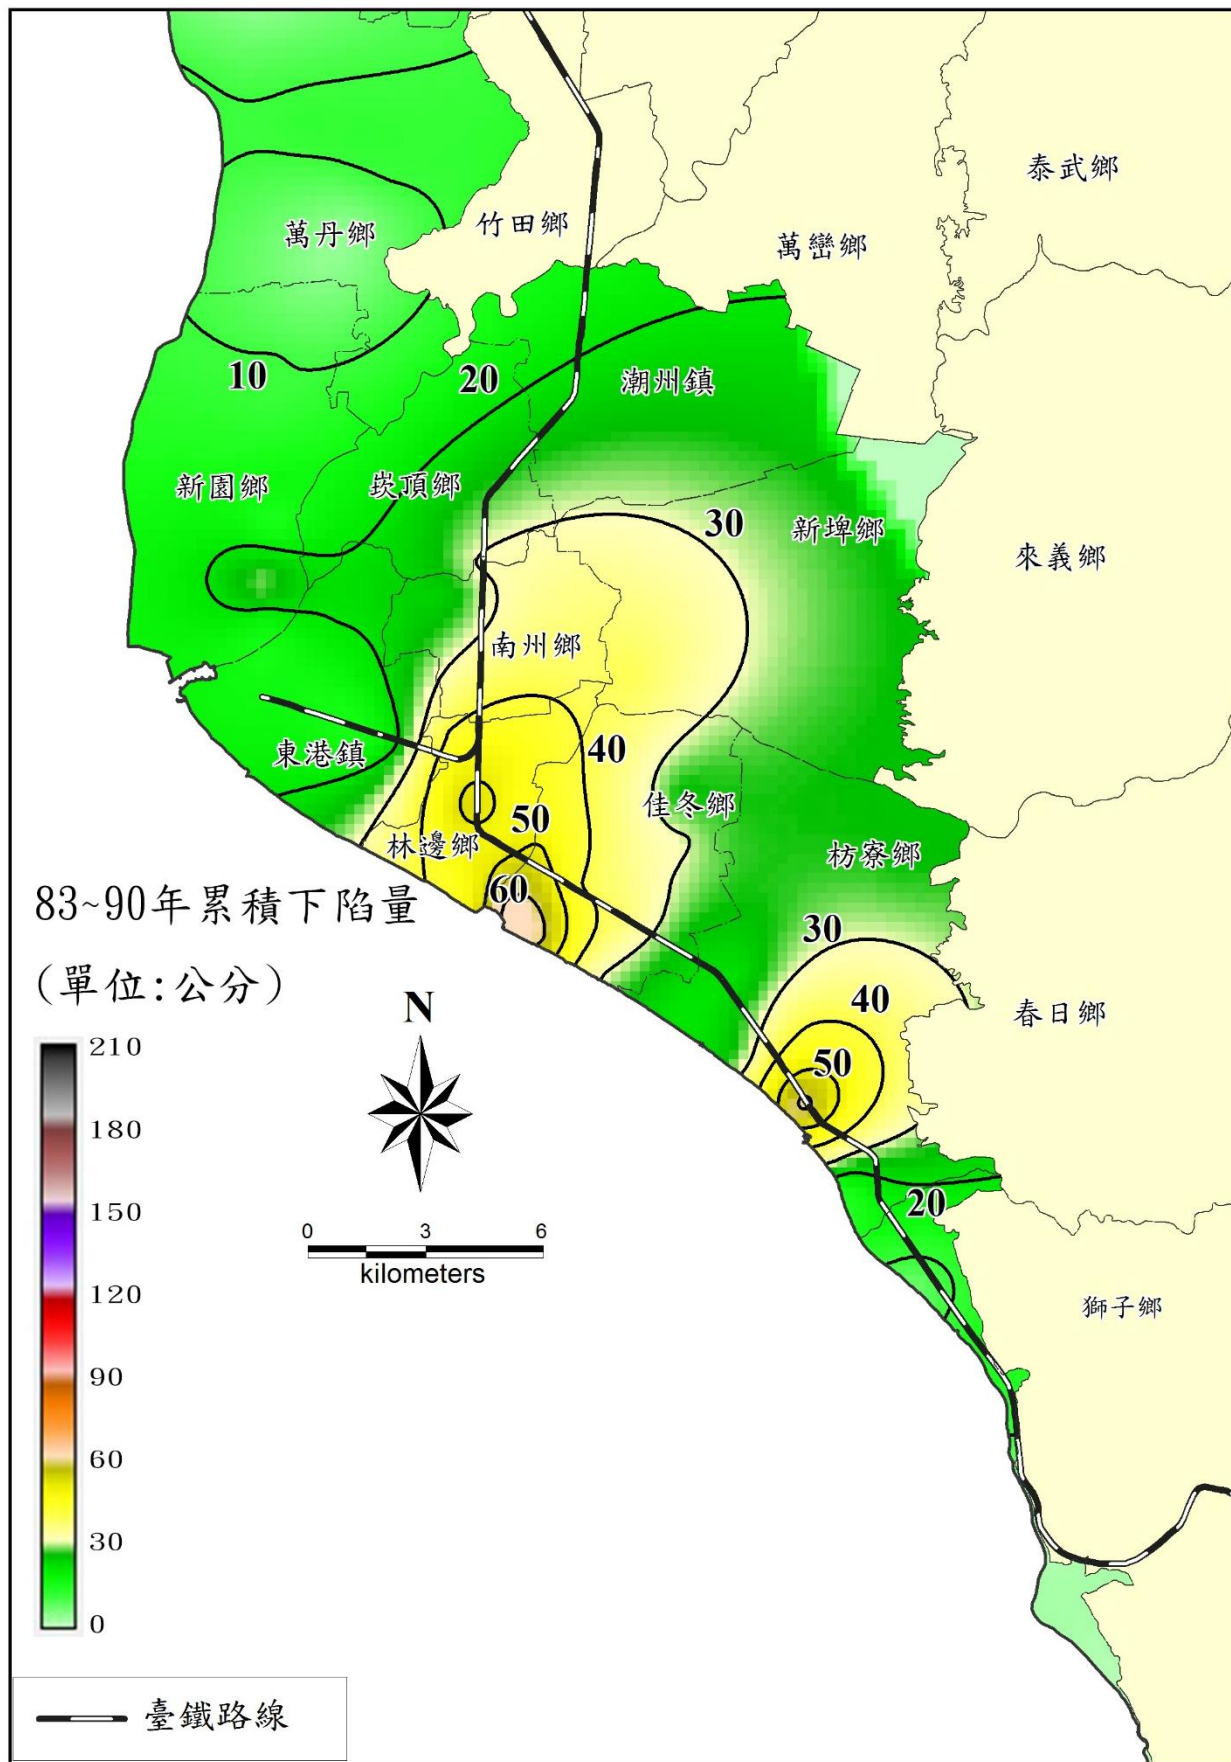 泰武鄉
竹田鄉
萬丹鄉
萬巒鄉
10
20
潮州鎮
新園鄉
崁頂鄉
30
新埤鄉
來義鄉
南州鄉
東港鎮
40
佳冬鄉
50
林邊鄉
枋寮鄉
60
83~90年累積下陷量
(單位:公分)
30
40
春日鄉
50
20
獅子鄉
N
0 3 6
kilometers
210
180
150
120
90
60
30
0
臺鐵路線